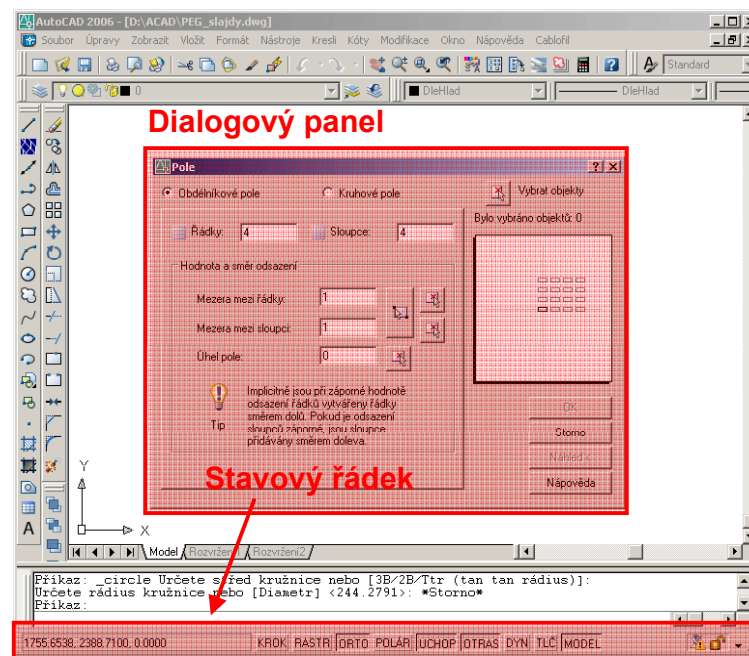 AutoCAD 2006 - [D:\ACAD\PEG_slajdy.dwg]
Soubor Úpravy Zobrazit Vložit Formát Nástroje Kresli Kóty Modifikace Okno Nápověda Cablofil
Standard
0 DleHlad DleHlad
Dialogový panel
Pole
Obdélníkové pole Kruhové pole Vybrat objekty
Bylo vybráno objektů: 0
Řádky: 4 Sloupce: 4
Hodnota a směr odsazení
Mezera mezi řádky: 1
Mezera mezi sloupci: 1
Úhel pole: 0
Implicitně jsou při záporné hodnotě
odsazení řádků vytvářeny řádky
směrem dolů. Pokud je odsazení
sloupců záporné, jsou sloupce
přidávány směrem doleva.
Tip
OK
Storno
Náhled <
Nápověda
Stavový řádek
Y
X
A
Model Rozvržení1 Rozvržení2
Příkaz: _circle Určete střed kružnice nebo [3B/2B/Ttr (tan tan rádius)]:
Určete rádius kružnice nebo [Diametr] <244.2791>: *Storno*
Příkaz:
1755.6538, 2388.7100, 0.0000 KROK RASTR ORTO POLÁR UCHOP OTRAS DYN TLČ MODEL